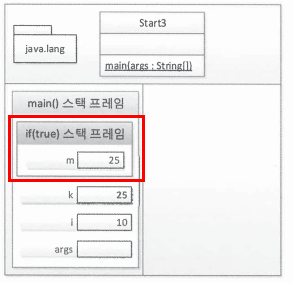 Start3
java.lang
main(args : String[])
main() 스택 프레임
if(true) 스택 프레임
m 25
k 25
i 10
args